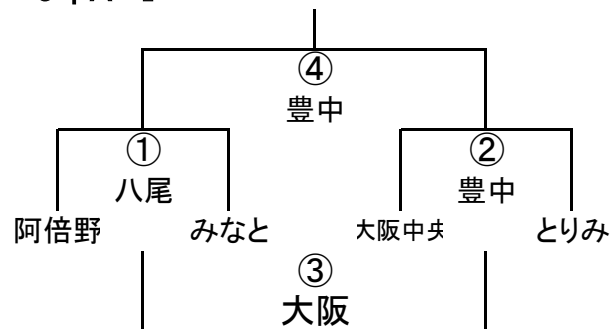 ④
豊中
① ②
八尾 豊中
阿倍野 みなと 大阪中央 とりみ
③
大阪